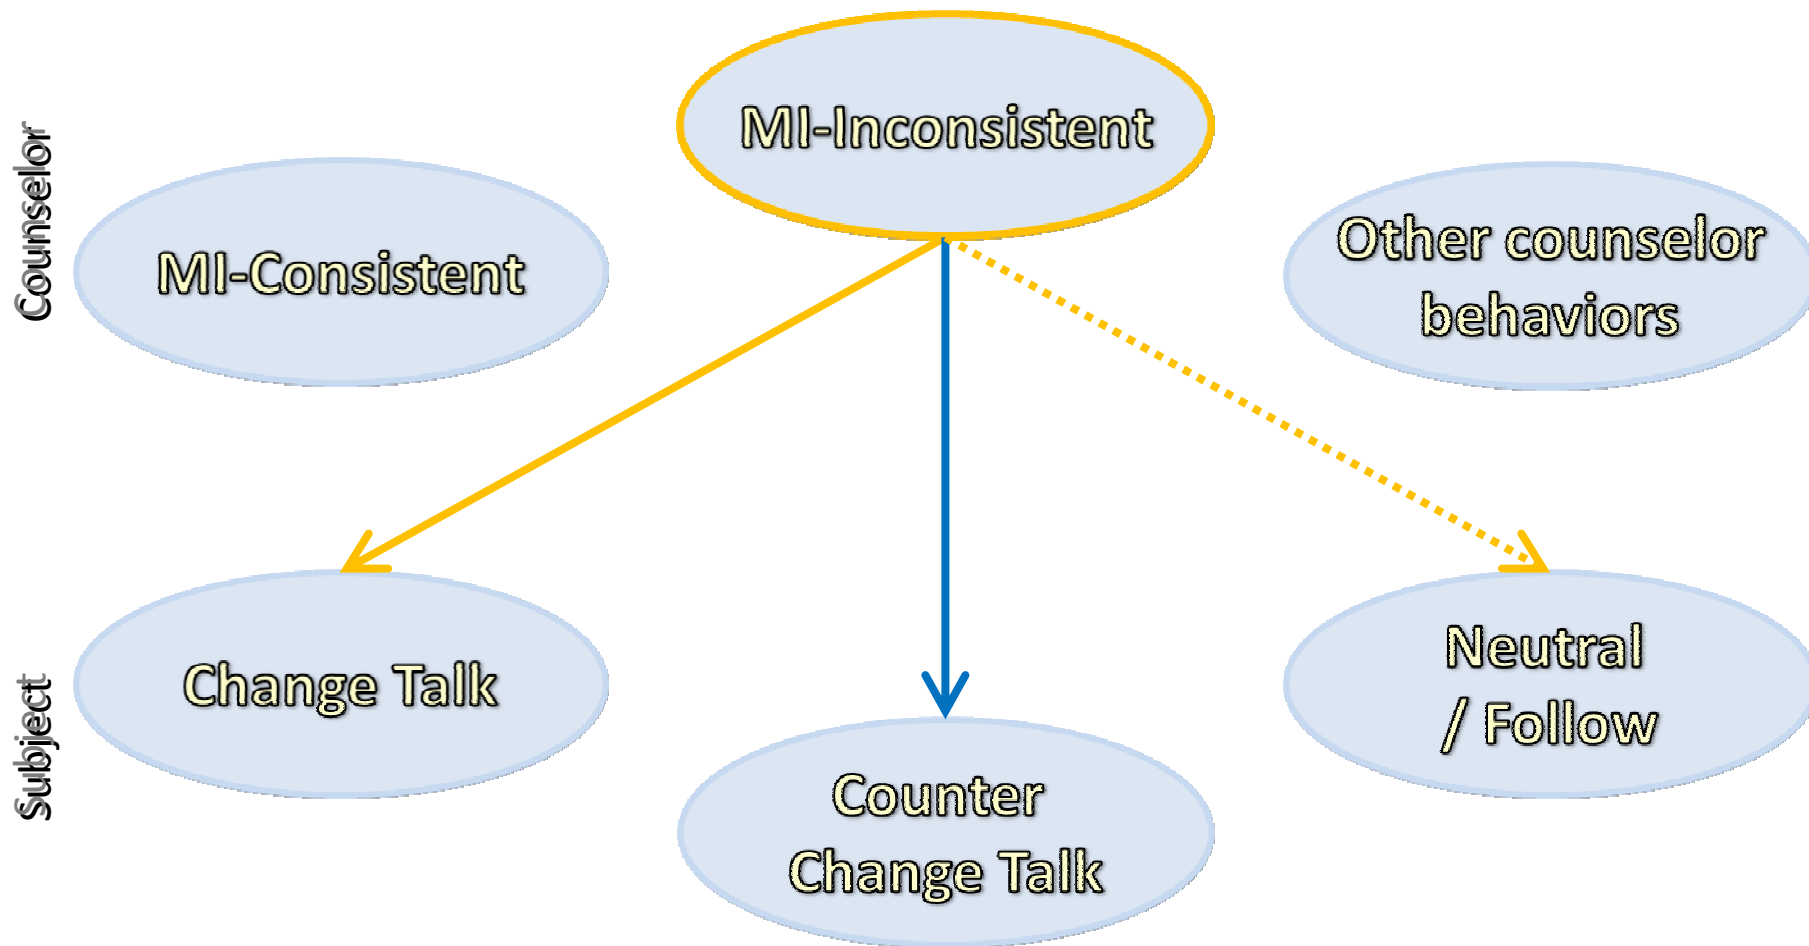 Counselor
MI-Inconsistent
MI-Consistent
Other counselor
behaviors
Subject
Change Talk
Counter
Change Talk
Neutral
/ Follow